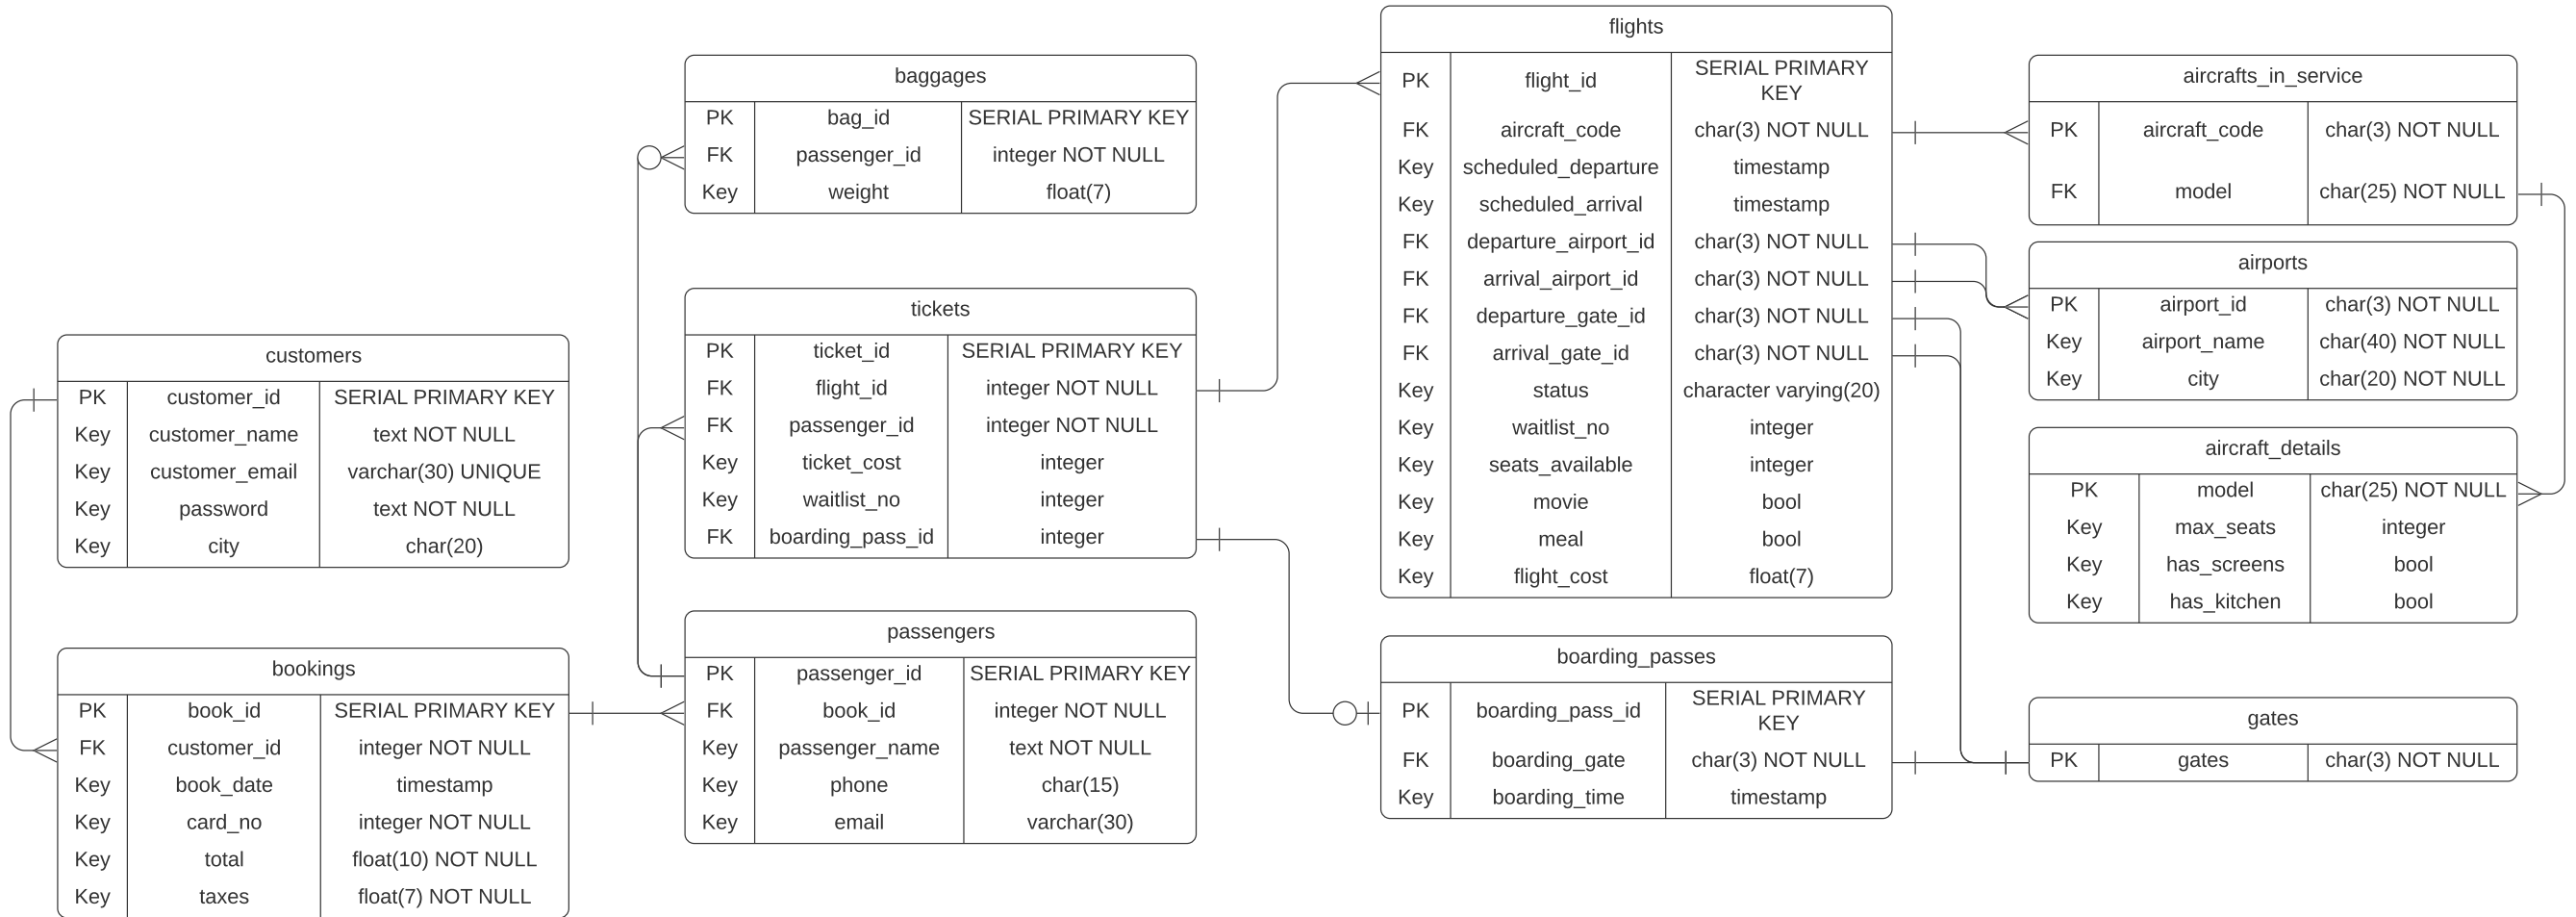 customers
PK customer_id SERIAL PRIMARY KEY
Key customer_name text NOT NULL
Key customer_email varchar(30) UNIQUE
Key password text NOT NULL
Key city char(20)
bookings
PK book_id SERIAL PRIMARY KEY
FK customer_id integer NOT NULL
Key book_date timestamp
Key card_no integer NOT NULL
Key total float(10) NOT NULL
Key taxes float(7) NOT NULL
baggages
PK bag_id SERIAL PRIMARY KEY
FK passenger_id integer NOT NULL
Key weight float(7)
tickets
PK ticket_id SERIAL PRIMARY KEY
FK flight_id integer NOT NULL
FK passenger_id integer NOT NULL
Key ticket_cost integer
Key waitlist_no integer
FK boarding_pass_id integer
passengers
PK passenger_id SERIAL PRIMARY KEY
FK book_id integer NOT NULL
Key passenger_name text NOT NULL
Key phone char(15)
Key email varchar(30)
flights
PK flight_id SERIAL PRIMARY
KEY
FK aircraft_code char(3) NOT NULL
Key scheduled_departure timestamp
Key scheduled_arrival timestamp
FK departure_airport_id char(3) NOT NULL
FK arrival_airport_id char(3) NOT NULL
FK departure_gate_id char(3) NOT NULL
FK arrival_gate_id char(3) NOT NULL
Key status character varying(20)
Key waitlist_no integer
Key seats_available integer
Key movie bool
Key meal bool
Key flight_cost float(7)
boarding_passes
PK boarding_pass_id SERIAL PRIMARY
KEY
FK boarding_gate char(3) NOT NULL
Key boarding_time timestamp
aircrafts_in_service
PK aircraft_code char(3) NOT NULL
FK model char(25) NOT NULL
airports
PK airport_id char(3) NOT NULL
Key airport_name char(40) NOT NULL
Key city char(20) NOT NULL
aircraft_details
PK model char(25) NOT NULL
Key max_seats integer
Key has_screens bool
Key has_kitchen bool
gates
PK gates char(3) NOT NULL